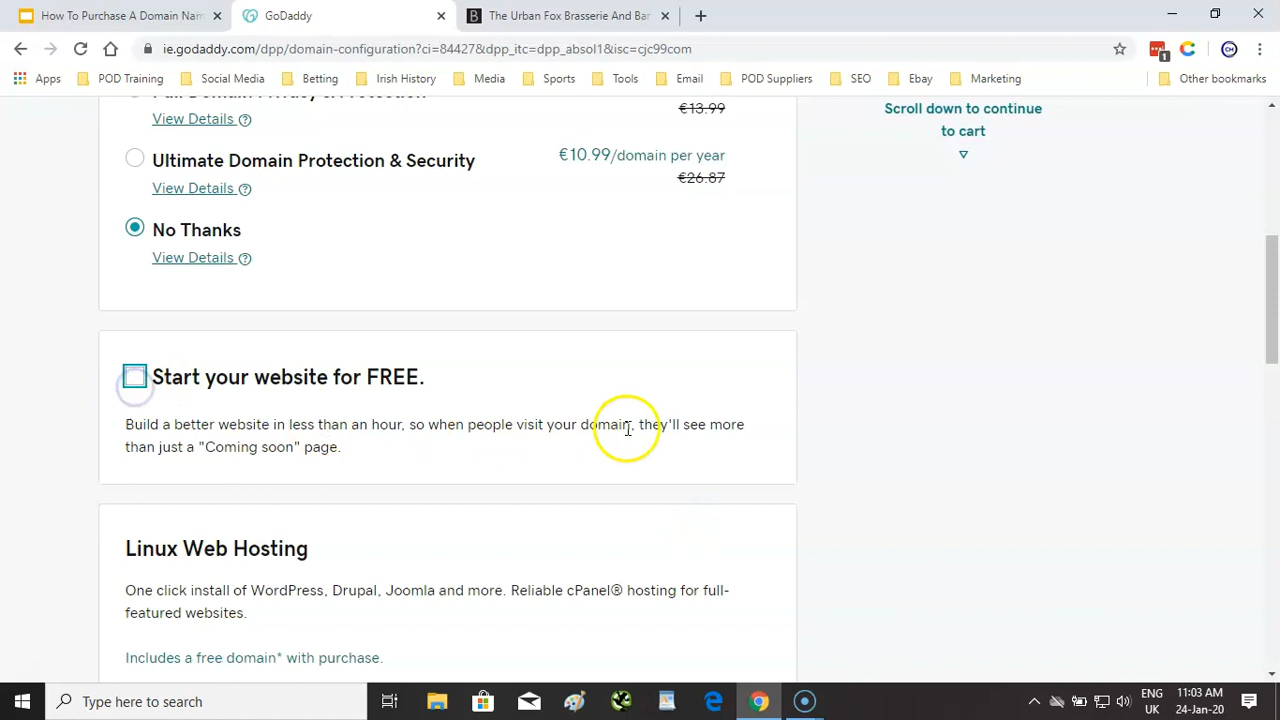 How To Purchase A Domain Nam
GoDaddy
The Urban Fox Brasserie And Bar
ie.godaddy.com/dpp/domain-configuration?ci=84427&dpp_itc=dpp_absol1&isc=cjc99com
1
CH
Apps
POD Training
Social Media
Betting
Irish History
Media
Sports
Tools
Email
POD Suppliers
SEO
Ebay
Marketing
Other bookmarks
Full Domain Privacy & Protection
€13.99
View Details ?
Ultimate Domain Protection & Security
€10.99/domain per year
€26.87
View Details ?
No Thanks
View Details ?
Scroll down to continue
to cart
Start your website for FREE.
Build a better website in less than an hour, so when people visit your domain, they'll see more
than just a "Coming soon" page.
Linux Web Hosting
One click install of WordPress, Drupal, Joomla and more. Reliable cPanel® hosting for full-
featured websites.
Includes a free domain* with purchase.
Type here to search
ENG
UK
11:03 AM
24-Jan-20